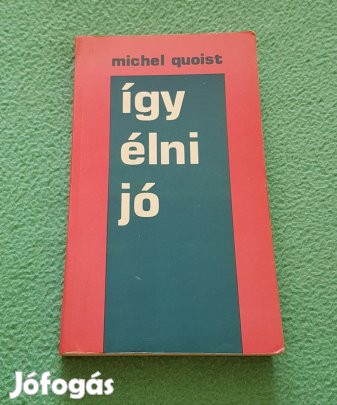 michel quoist
így
élni
jó
Jófogás